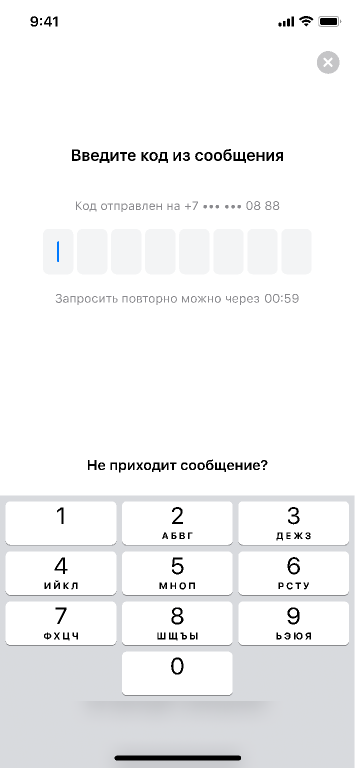 9:41
Введите код из сообщения
Код отправлен на +7 ••• ••• 08 88
Запросить повторно можно через 00:59
Не приходит сообщение?
1 2 3
АБВГ ДЕЖЗ
4 5 6
ИЙКЛ МНОП РСТУ
7 8 9
ФХЦЧ ШЩЪЫ ЬЭЮЯ
0